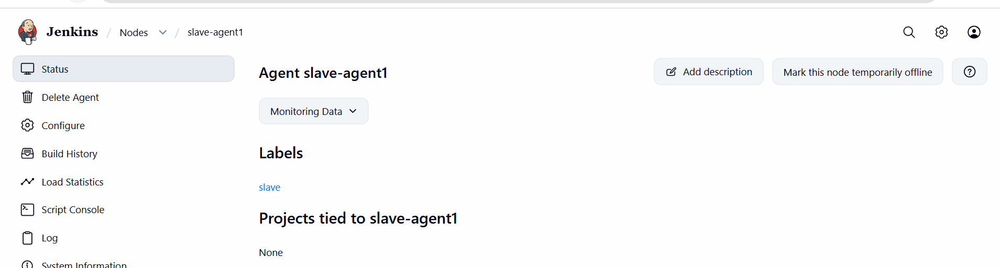 Jenkins / Nodes / slave-agent1
Status
Delete Agent
Configure
Build History
Load Statistics
Script Console
Log
System Information
Agent slave-agent1
Add description
Mark this node temporarily offline
Monitoring Data
Labels
slave
Projects tied to slave-agent1
None